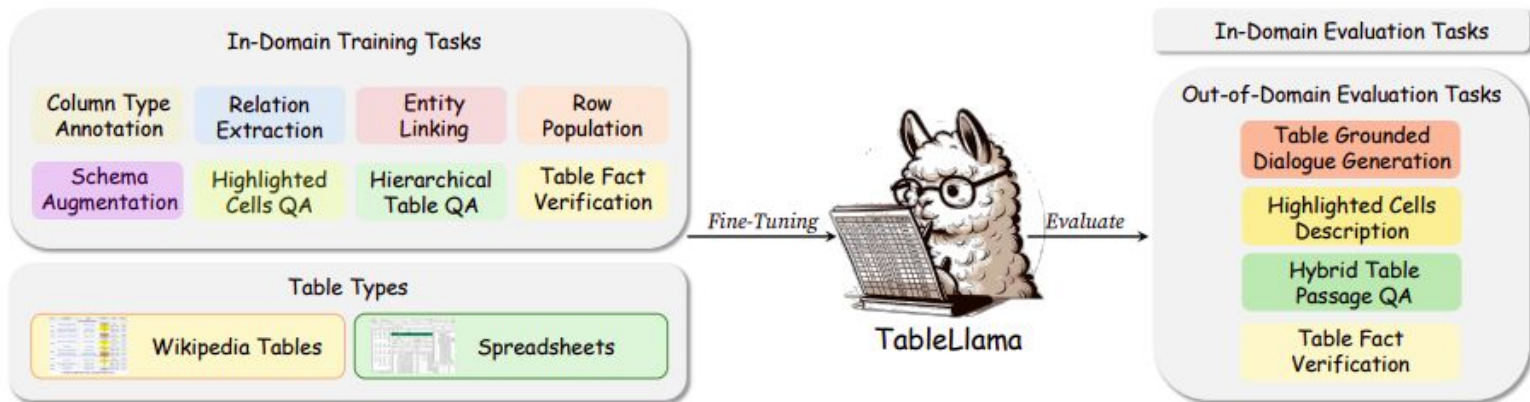 In-Domain Training Tasks
Column Type
Annotation
Relation
Extraction
Entity
Linking
Row
Population
Schema
Augmentation
Highlighted
Cells QA
Hierarchical
Table QA
Table Fact
Verification
Table Types
Wikipedia Tables
Spreadsheets
Fine-Tuning
TableLlama
Evaluate
In-Domain Evaluation Tasks
Out-of-Domain Evaluation Tasks
Table Grounded
Dialogue Generation
Highlighted Cells
Description
Hybrid Table
Passage QA
Table Fact
Verification